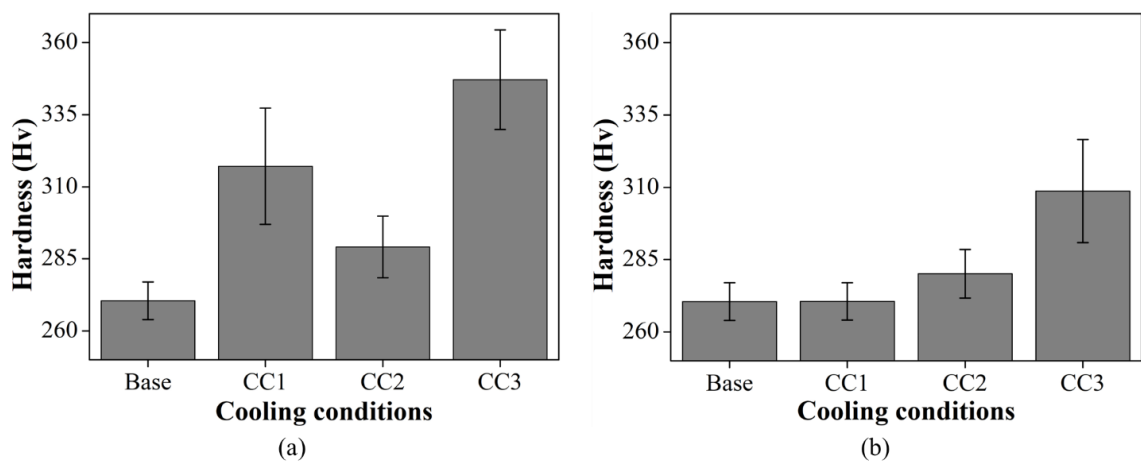 Hardness (Hv)
360
335
310
285
260
Base CC1 CC2 CC3
Cooling conditions
(a)
Hardness (Hv)
360
335
310
285
260
Base CC1 CC2 CC3
Cooling conditions
(b)